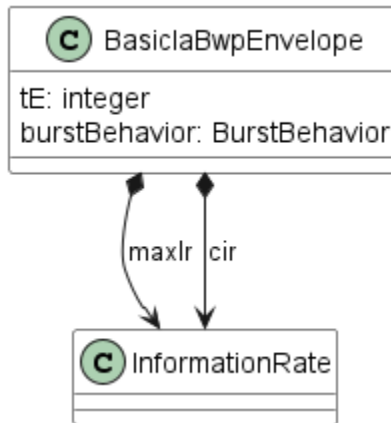 C BasicIaBwpEnvelope
tE: integer
burstBehavior: BurstBehavior
maxIr cir
C InformationRate